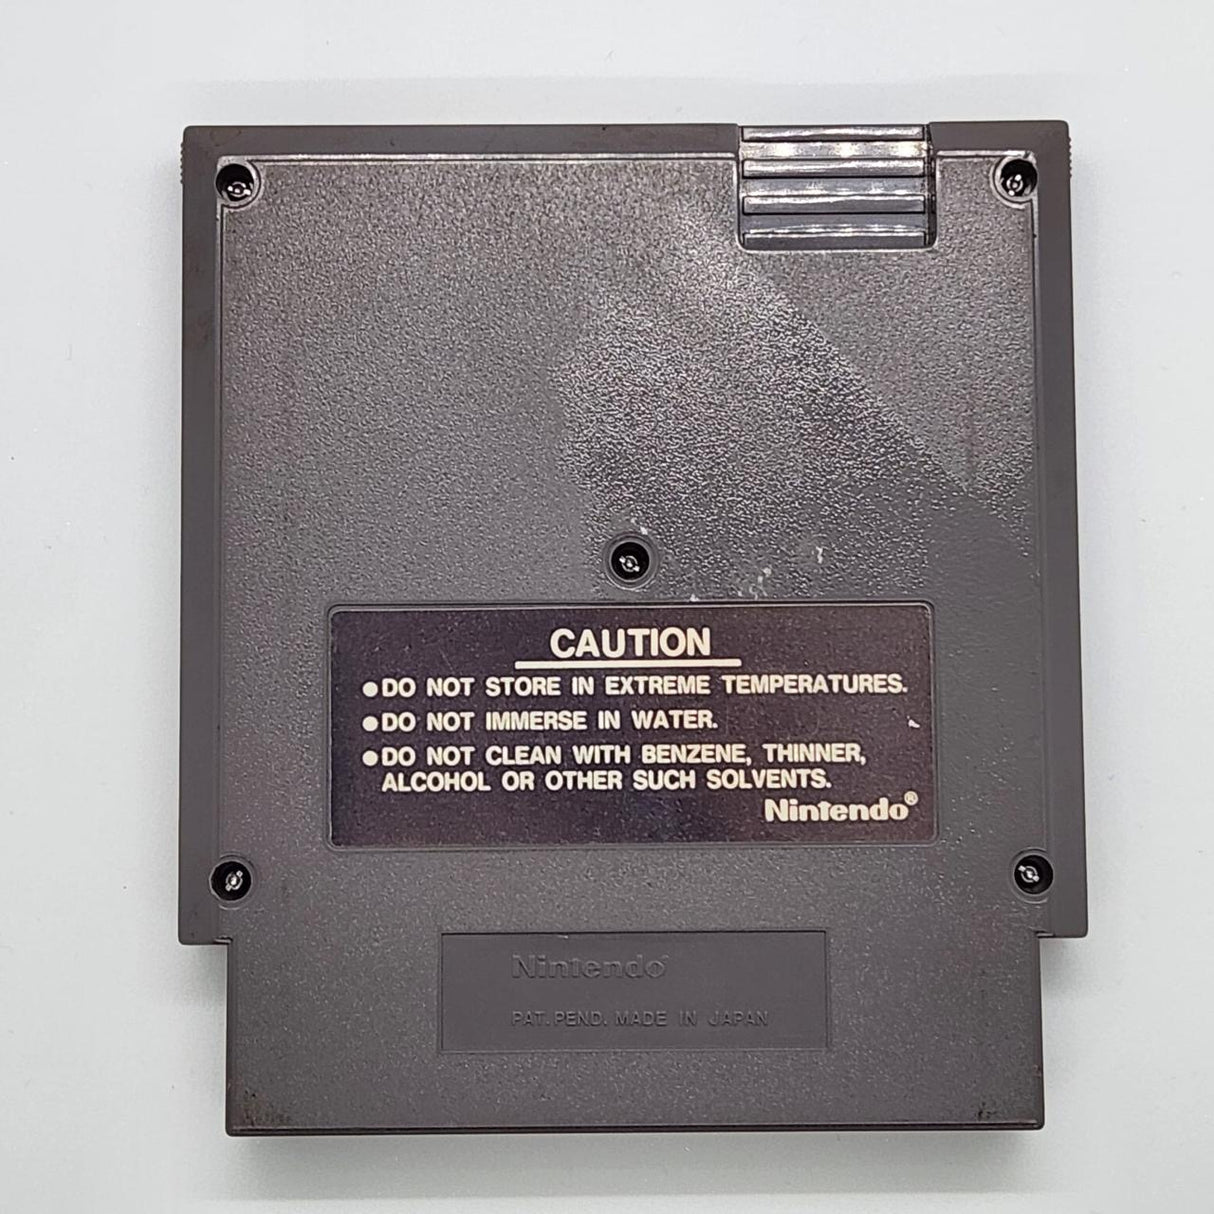 CAUTION
●DO NOT STORE IN EXTREME TEMPERATURES.
●DO NOT IMMERSE IN WATER.
●DO NOT CLEAN WITH BENZENE, THINNER,
ALCOHOL OR OTHER SUCH SOLVENTS.
Nintendo®
Nintendo
PAT. PEND. MADE IN JAPAN